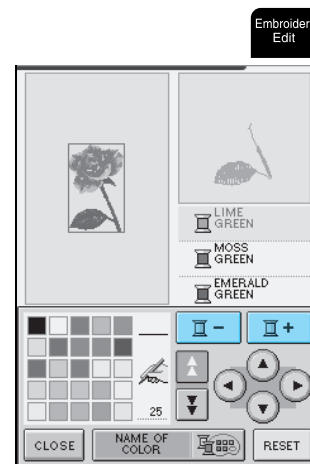 Embroider
Edit
LIME
GREEN
MOSS
GREEN
EMERALD
GREEN
25
CLOSE
NAME OF
COLOR
RESET